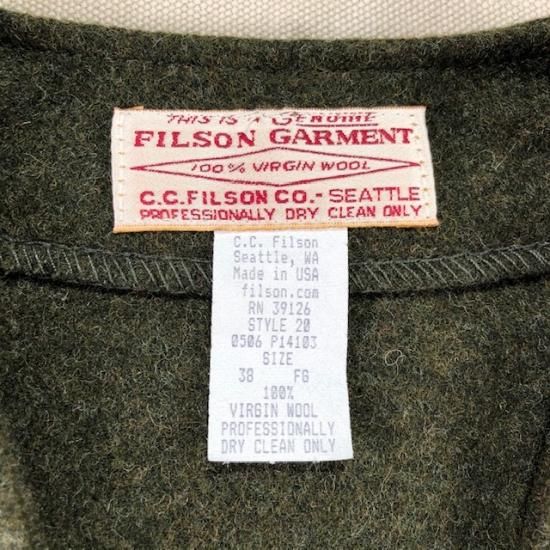 THIS IS A GENUINE
FILSON GARMENT
100% VIRGIN WOOL
C.C.FILSON CO.- SEATTLE
PROFESSIONALLY DRY CLEAN ONLY
C.C. Filson
Seattle, WA
Made in USA
filson.com
RN 39126
STYLE 20
0506 P14103
SIZE
38 FG
100%
VIRGIN WOOL
PROFESSIONALLY
DRY CLEAN ONLY